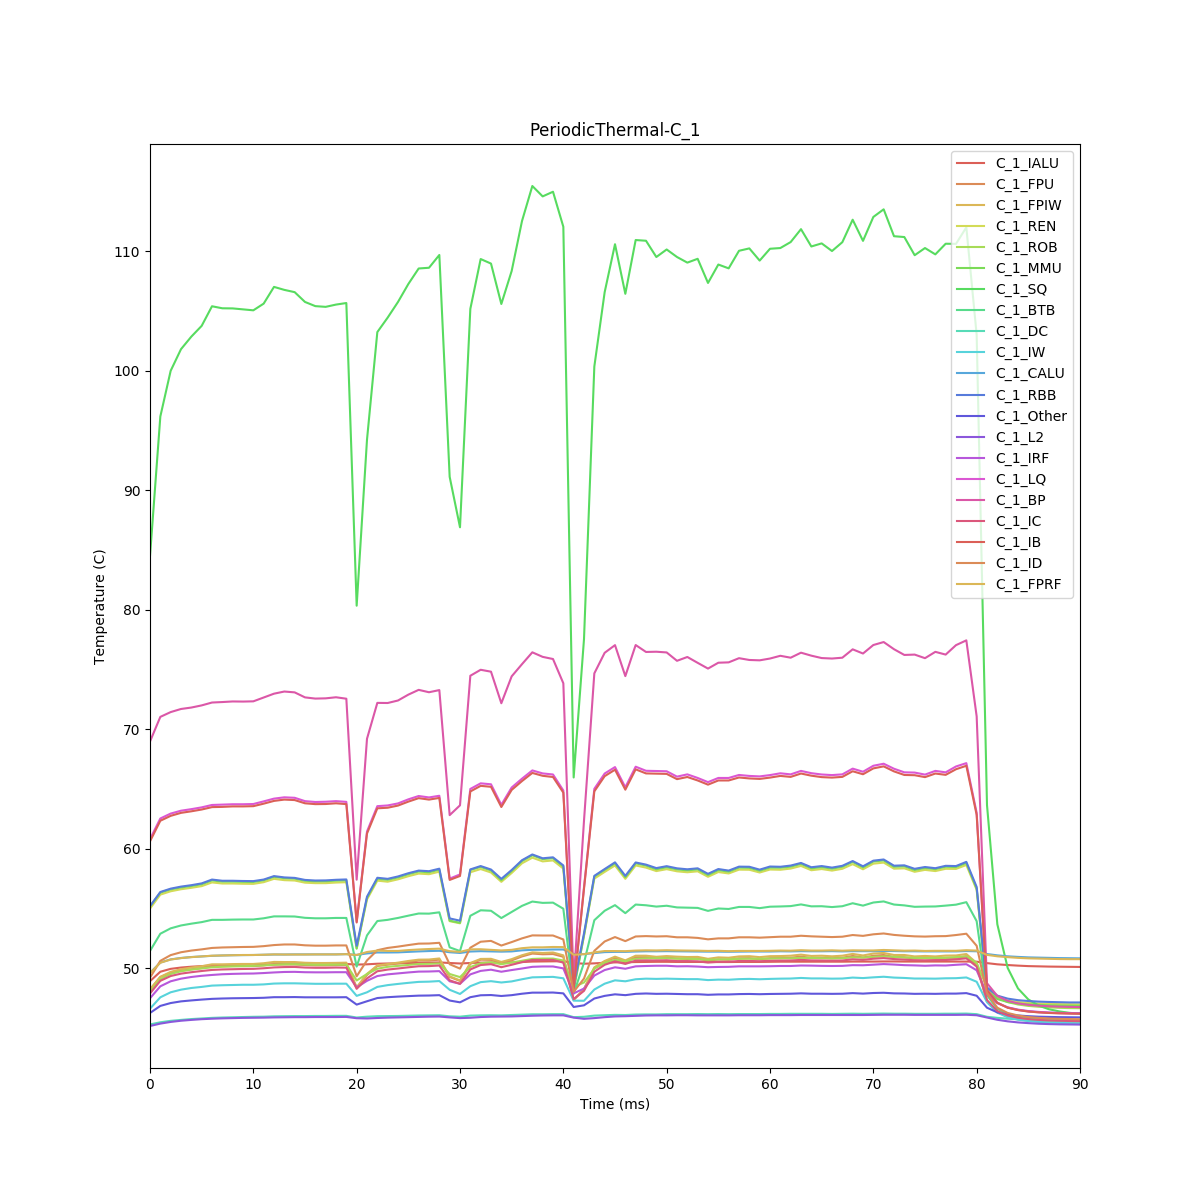 PeriodicThermal-C_1
C_1_IALU
C_1_FPU
C_1_FPIW
C_1_REN
C_1_ROB
C_1_MMU
C_1_SQ
C_1_BTB
C_1_DC
C_1_IW
C_1_CALU
C_1_RBB
C_1_Other
C_1_L2
C_1_IRF
C_1_LQ
C_1_BP
C_1_IC
C_1_IB
C_1_ID
C_1_FPRF
Temperature (C)
110
100
90
80
70
60
50
0 10 20 30 40 50 60 70 80 90
Time (ms)